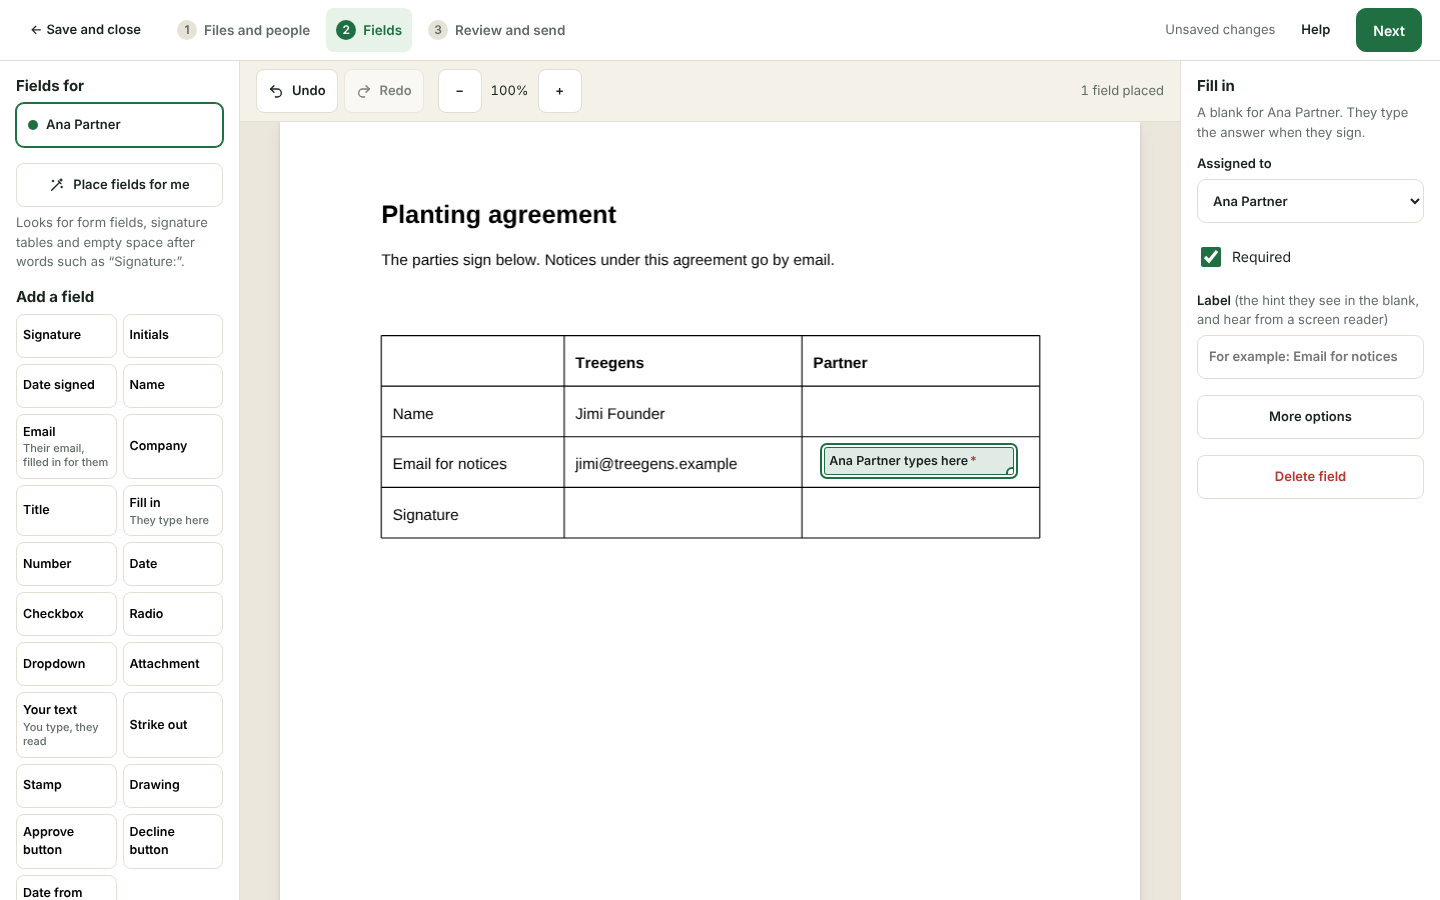 ← Save and close
1 Files and people
2 Fields
3 Review and send
Unsaved changes
Help
Next
Fields for
Ana Partner
Place fields for me
Looks for form fields, signature
tables and empty space after
words such as “Signature:”.
Add a field
Signature
Initials
Date signed
Name
Email
Their email,
filled in for them
Company
Title
Fill in
They type here
Number
Date
Checkbox
Radio
Dropdown
Attachment
Your text
You type, they
read
Strike out
Stamp
Drawing
Approve
button
Decline
button
Date from
Undo
Redo
−
100%
+
1 field placed
Planting agreement
The parties sign below. Notices under this agreement go by email.
Treegens Partner
Name Jimi Founder
Email for notices jimi@treegens.example Ana Partner types here *
Signature
Fill in
A blank for Ana Partner. They type
the answer when they sign.
Assigned to
Ana Partner
Required
Label (the hint they see in the blank,
and hear from a screen reader)
For example: Email for notices
More options
Delete field